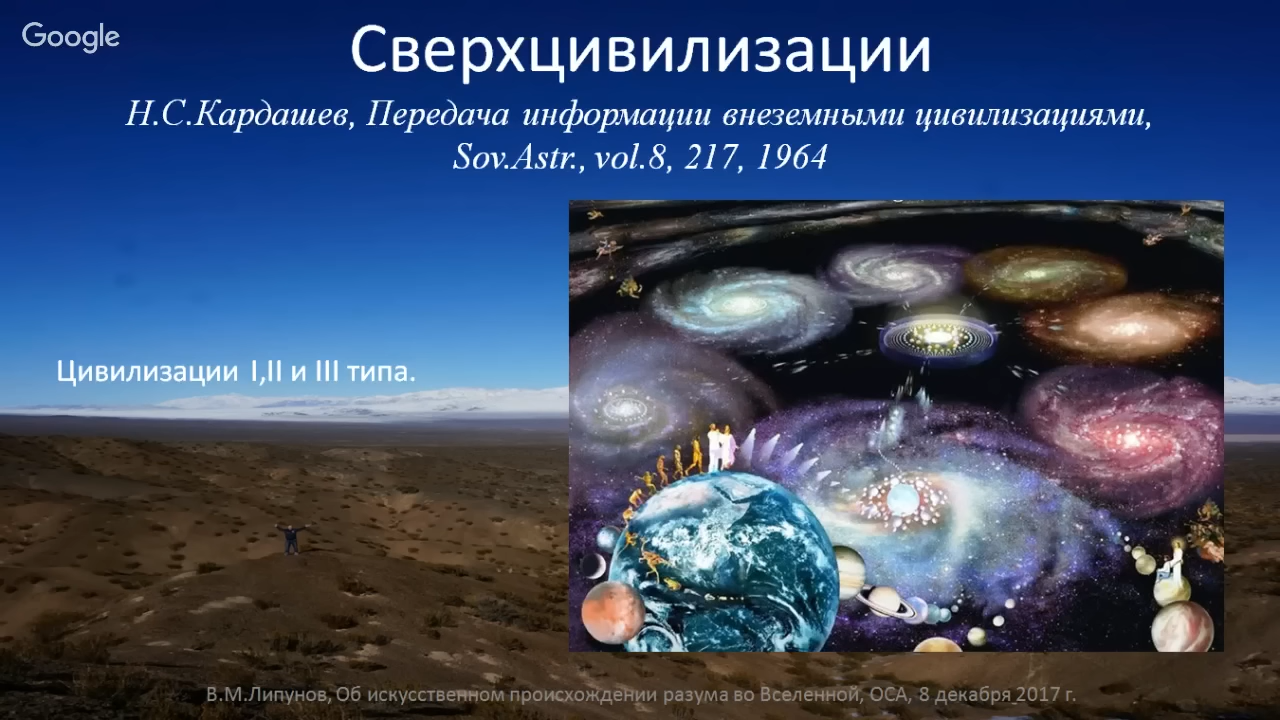 Google
Сверхцивилизации
Н.С.Кардашев, Передача информации внеземными цивилизациями,
Sov.Astr., vol.8, 217, 1964
Цивилизации I,II и III типа.
В.М.Липунов, Об искусственном происхождении разума во Вселенной, ОСА, 8 декабря 2017 г.